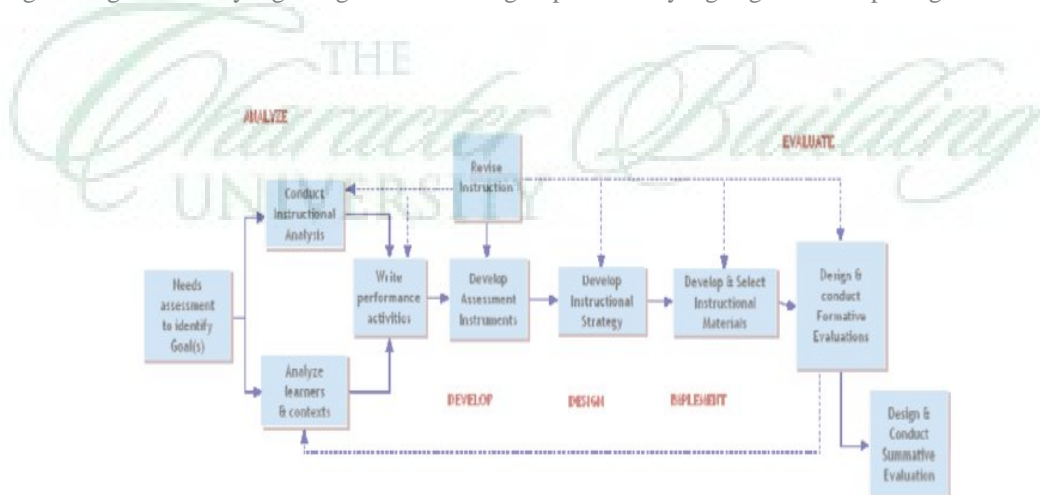 THE
Character Building
UNIVERSITY
ANALYZE
EVALUATE
Revise
Instruction
Conduct
Instructional
Analysis
Needs
assessment
to identify
Goal(s)
Write
performance
activities
Develop
Assessment
Instruments
Develop
Instructional
Strategy
Develop & Select
Instructional
Materials
Design &
conduct
Formative
Evaluations
Analyze
learners
& contexts
DEVELOP
DESIGN
IMPLEMENT
Design &
Conduct
Summative
Evaluation